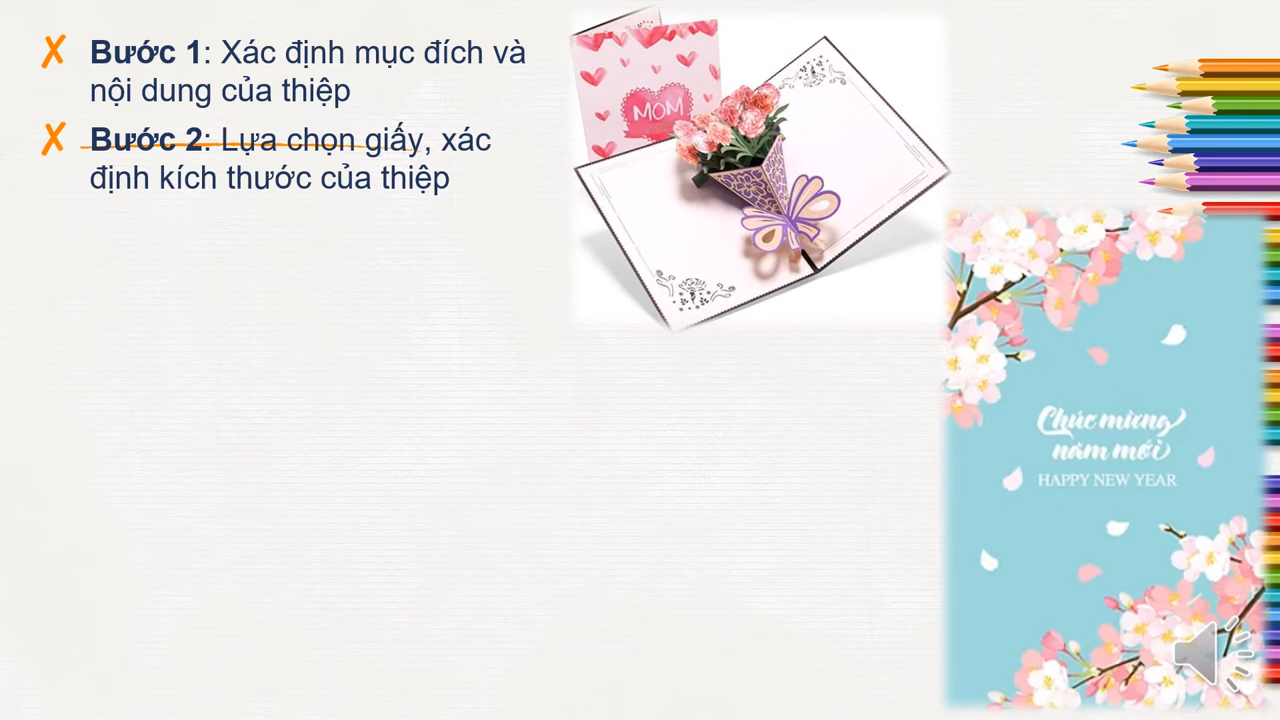 Bước 1: Xác định mục đích và
nội dung của thiệp
Bước 2: Lựa chọn giấy, xác
định kích thước của thiệp
MOM
Chúc mừng
năm mới
HAPPY NEW YEAR